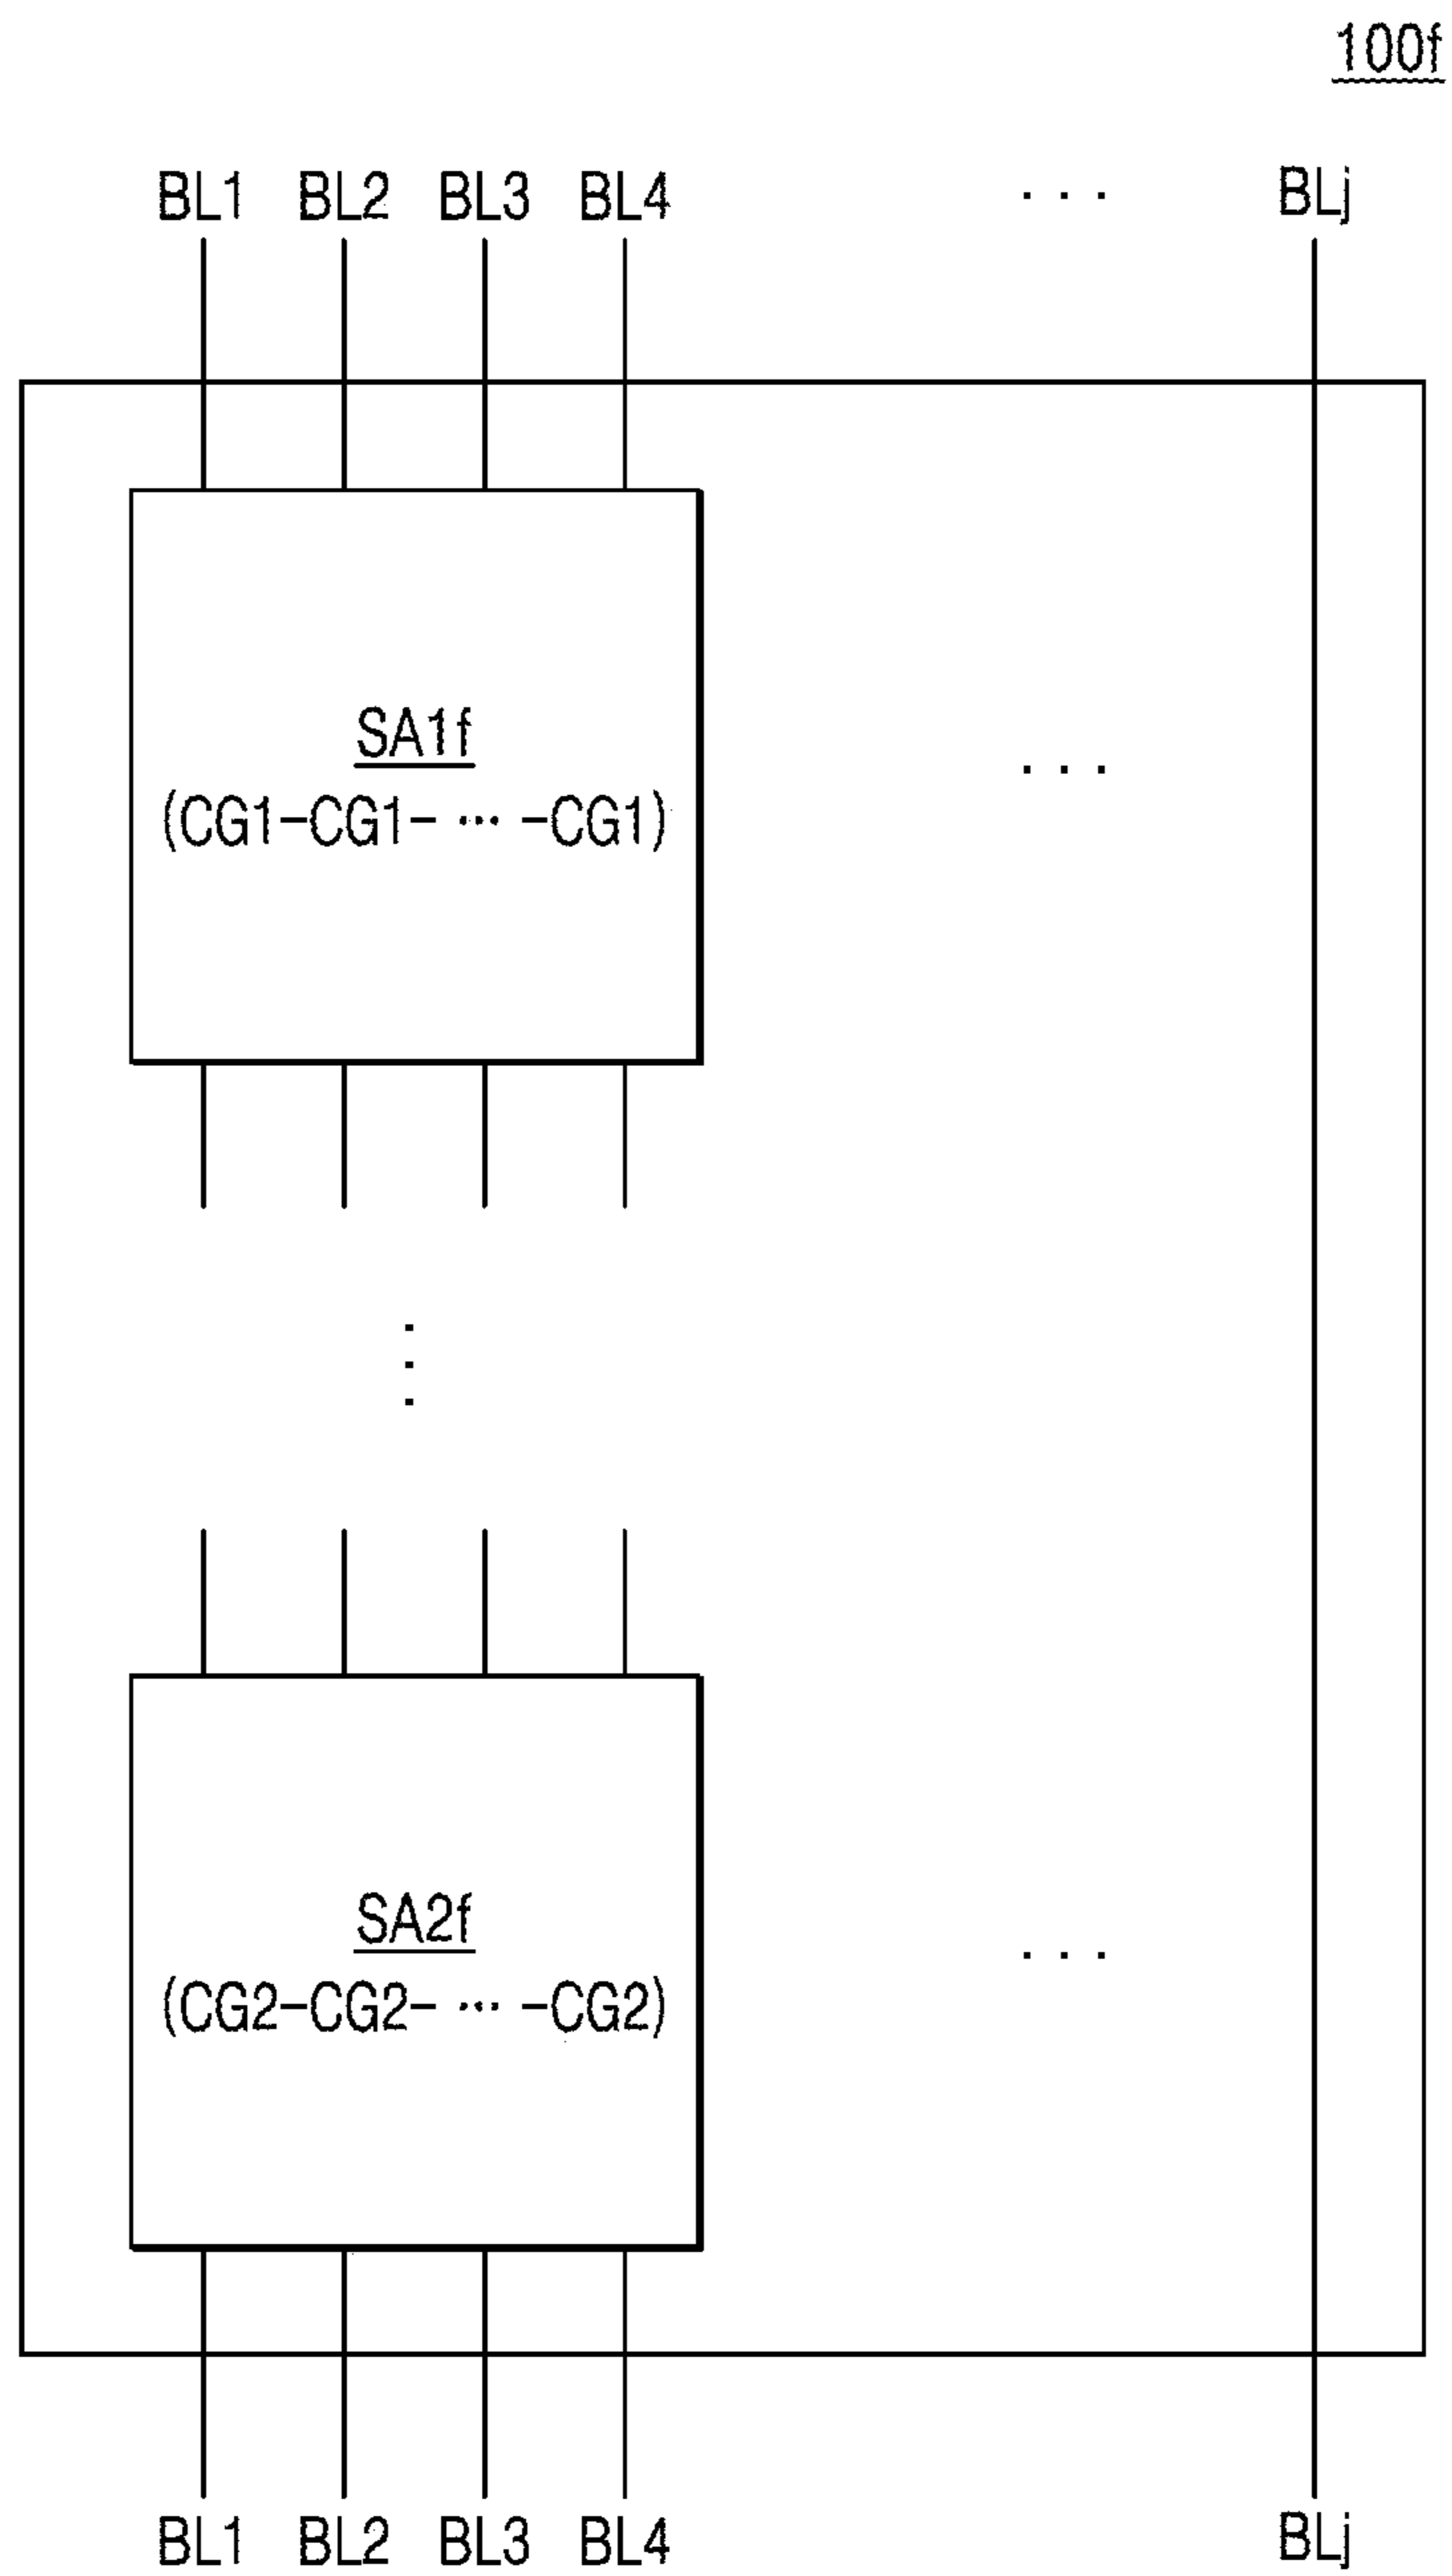 100f
BL1 BL2 BL3 BL4 ... BLj
SA1f
...
(CG1-CG1- ... -CG1)
SA2f
...
(CG2-CG2- ... -CG2)
BL1 BL2 BL3 BL4 BLj